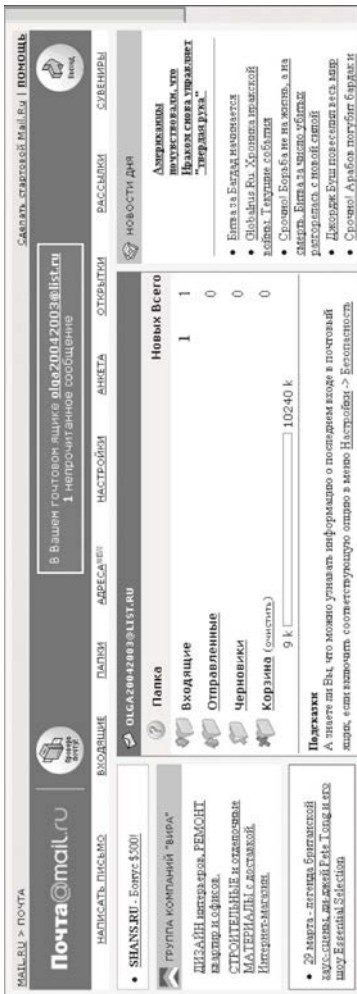 MAIL.RU > ПОЧТА
Сделать стартовой Mail.Ru | ПОМОЩЬ
Почта@mail.ru
Проверь почту!
В Вашем почтовом ящике olga20042003@list.ru
1 непрочитанное сообщение
Выход
НАПИСАТЬ ПИСЬМО ВХОДЯЩИЕ ПАПКИ АДРЕСА NEW НАСТРОЙКИ АНКЕТА ОТКРЫТКИ РАССЫЛКИ СУВЕНИРЫ
• SHANS.RU - Бонус $500!
ГРУППА КОМПАНИЙ "ВИРА"
ДИЗАЙН интерьеров, РЕМОНТ
квартир и офисов.
СТРОИТЕЛЬНЫЕ и отделочные
МАТЕРИАЛЫ с доставкой.
Интернет-магазин
• 29 марта - легенда британской
хаус-сцены, ди-джей Pete Tong и его
шоу Essential Selection
OLGA20042003@LIST.RU
Папка Новых Всего
Входящие 1 1
Отправленные 0
Черновики 0
Корзина (очистить) 0
9 k 10240 k
Подсказки
А знаете ли Вы, что можно узнавать информацию о последнем входе в почтовый
ящик, если включить соответствующую опцию в меню Настройки -> Безопасность
НОВОСТИ ДНЯ
Американцы
почувствовали, что
Ираком снова управляет
"твердая рука"
• Битва за Багдад начинается
• Globalrus.Ru: Хроника иракской
войны. Текущие события
• Срочно! Борьба не на жизнь, а на
смерть. Битва за число убитых
разгорелась с новой силой
• Джордж Буш повеселил весь мир
• Срочно! Арабов погубит бардак и